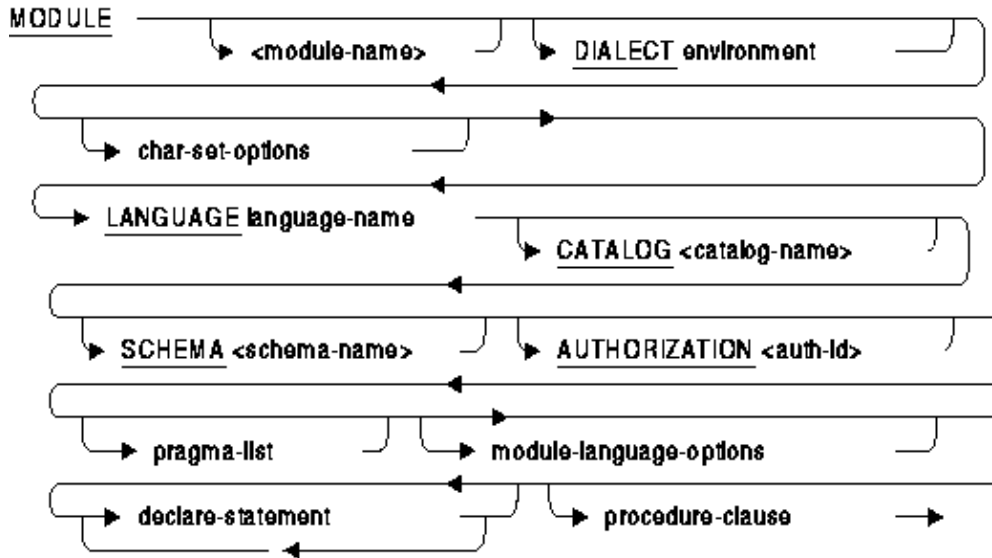 MODULE
<module-name> DIALECT environment
char-set-options
LANGUAGE language-name
CATALOG <catalog-name>
SCHEMA <schema-name> AUTHORIZATION <auth-id>
pragma-list module-language-options
declare-statement procedure-clause